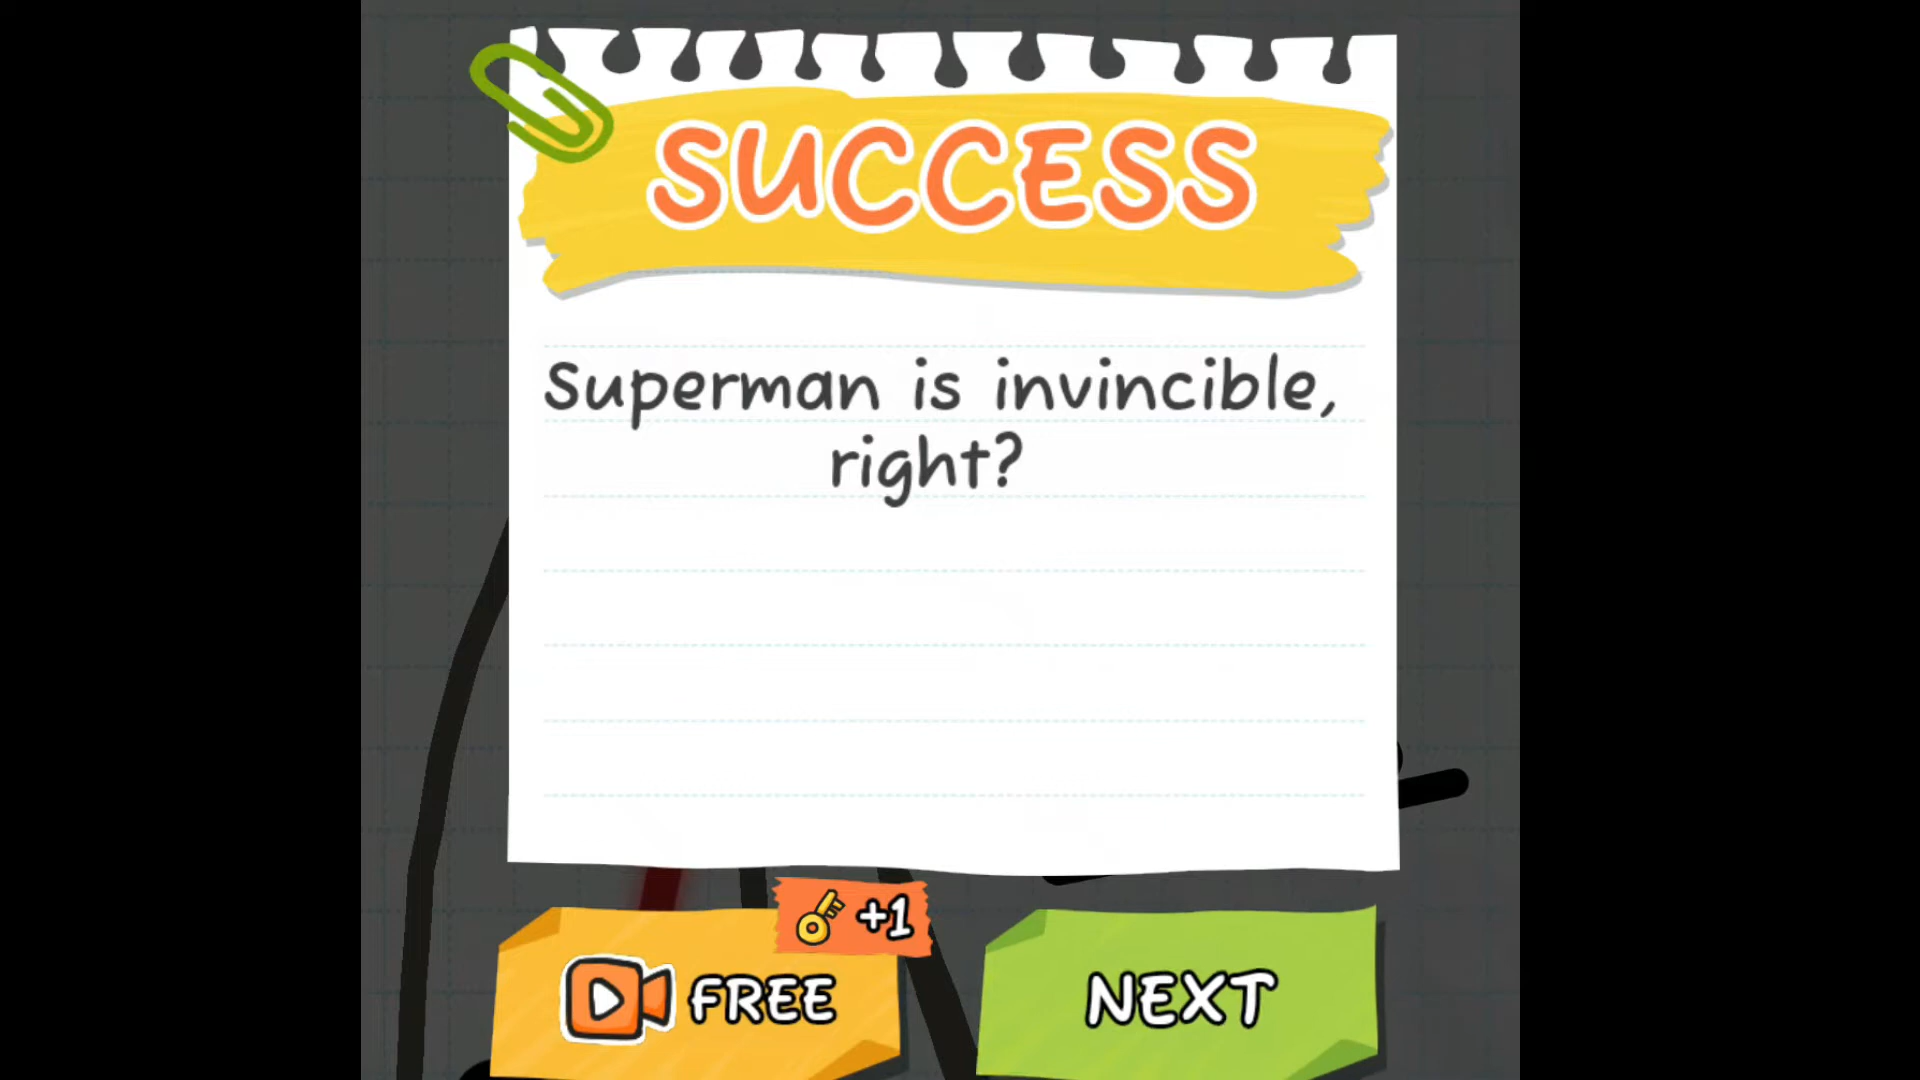 SUCCESS
Superman is invincible,
right?
+1
FREE
NEXT